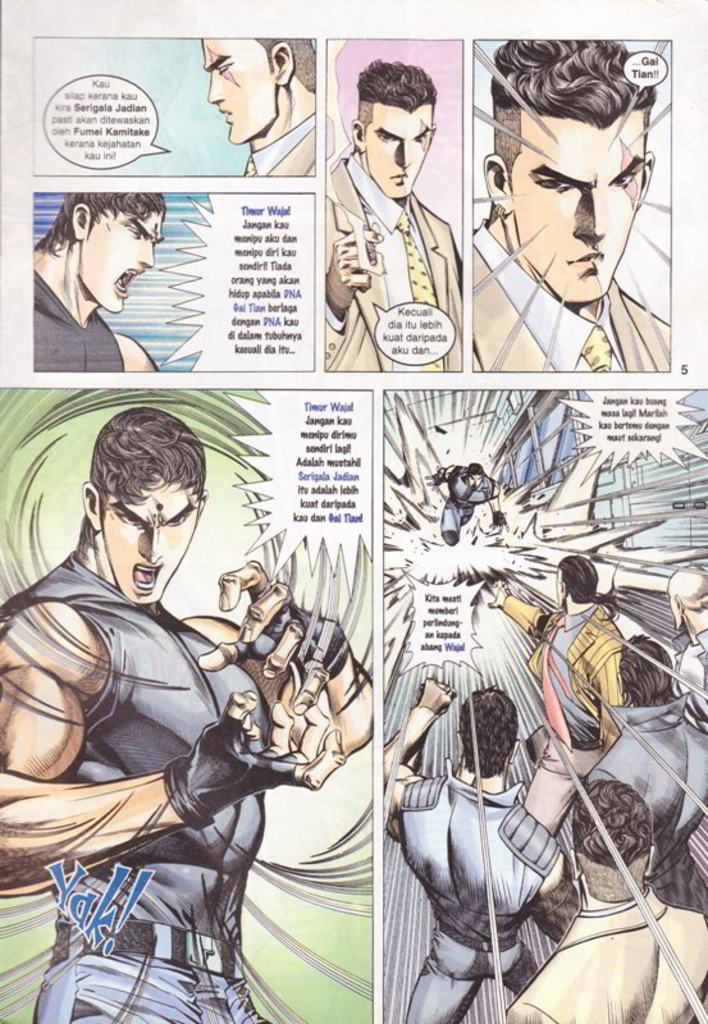 Kau
silap kerana kau
kira Serigala Jadian
pasti akan ditewaskan
oleh Fumei Kamitake
kerana kejahatan
kau ini!
Kecuali
dia itu lebih
kuat daripada
aku dan...
...Gai
Tian!!
Timur Waja!
Jangan kau
menipu aku dan
menipu diri kau
sendiri! Tiada
orang yang akan
hidup apabila DNA
Gai Tian berlaga
dengan DNA kau
di dalam tubuhnya
kecuali dia itu...
5
Timur Waja!
Jangan kau
menipu dirimu
sendiri lagi!
Adalah mustahil
Serigala Jadian
itu adalah lebih
kuat daripada
kau dan Gai Tian!
Yak!
Jangan kau buang
masa lagi! Marilah
kau bertemu dengan
maut sekarang!
Kita mesti
memberi
perlindung-
an kepada
abang Waja!